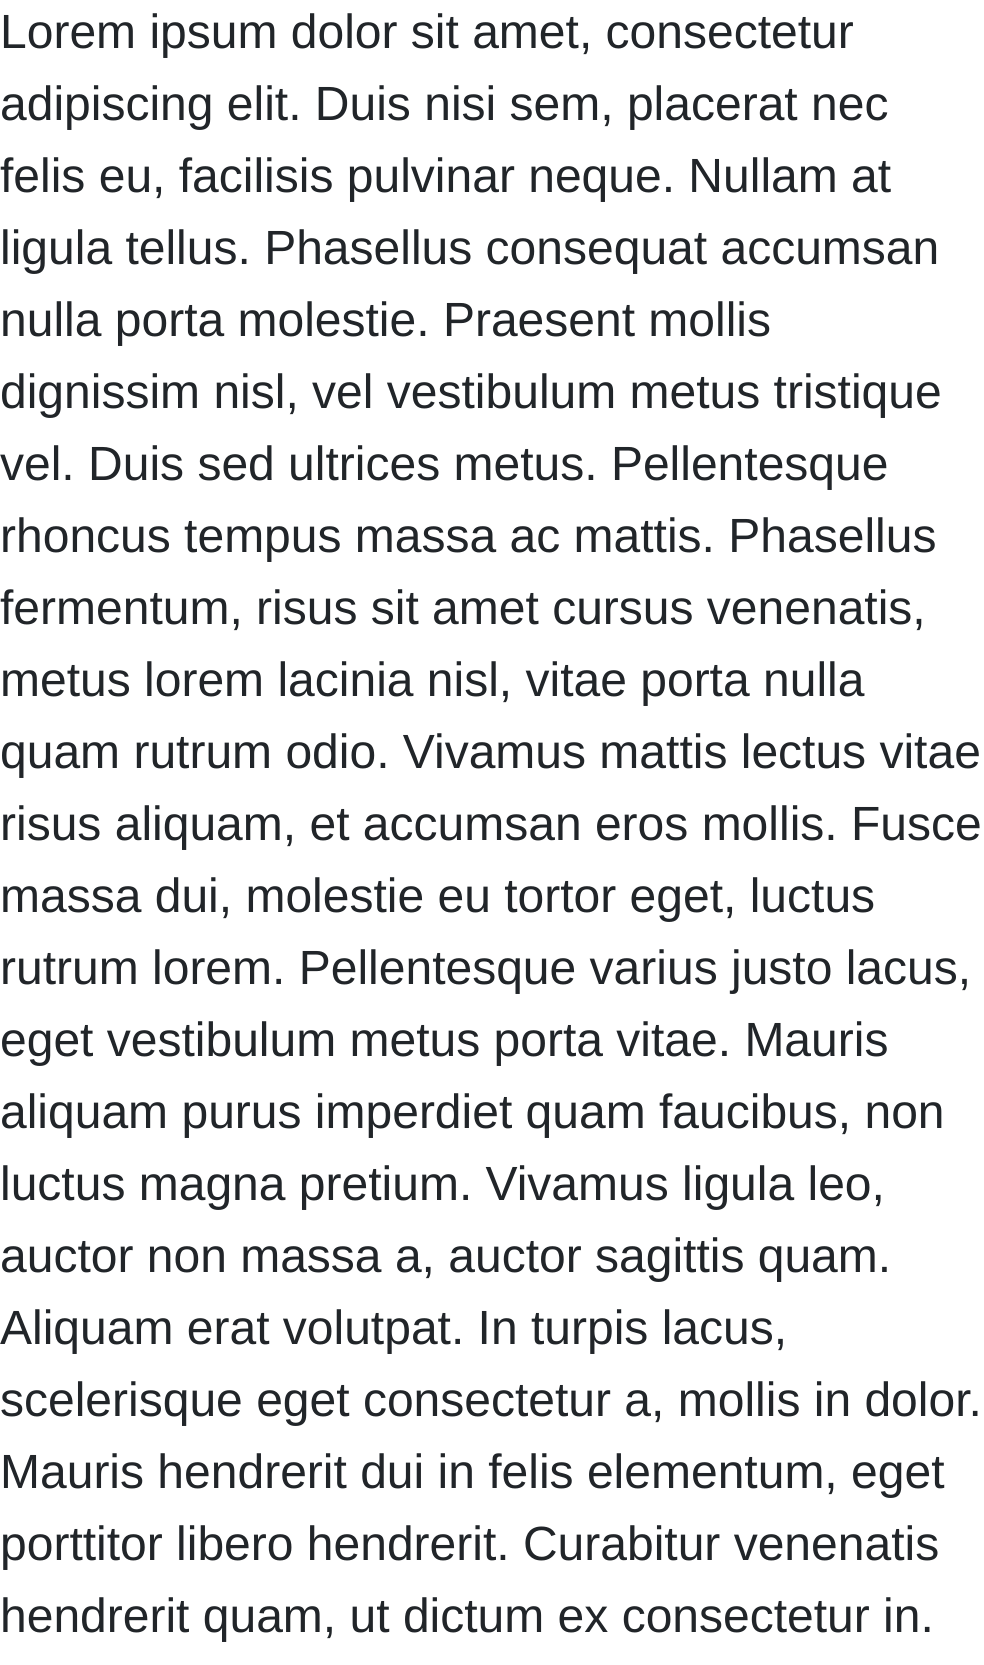 Lorem ipsum dolor sit amet, consectetur
adipiscing elit. Duis nisi sem, placerat nec
felis eu, facilisis pulvinar neque. Nullam at
ligula tellus. Phasellus consequat accumsan
nulla porta molestie. Praesent mollis
dignissim nisl, vel vestibulum metus tristique
vel. Duis sed ultrices metus. Pellentesque
rhoncus tempus massa ac mattis. Phasellus
fermentum, risus sit amet cursus venenatis,
metus lorem lacinia nisl, vitae porta nulla
quam rutrum odio. Vivamus mattis lectus vitae
risus aliquam, et accumsan eros mollis. Fusce
massa dui, molestie eu tortor eget, luctus
rutrum lorem. Pellentesque varius justo lacus,
eget vestibulum metus porta vitae. Mauris
aliquam purus imperdiet quam faucibus, non
luctus magna pretium. Vivamus ligula leo,
auctor non massa a, auctor sagittis quam.
Aliquam erat volutpat. In turpis lacus,
scelerisque eget consectetur a, mollis in dolor.
Mauris hendrerit dui in felis elementum, eget
porttitor libero hendrerit. Curabitur venenatis
hendrerit quam, ut dictum ex consectetur in.